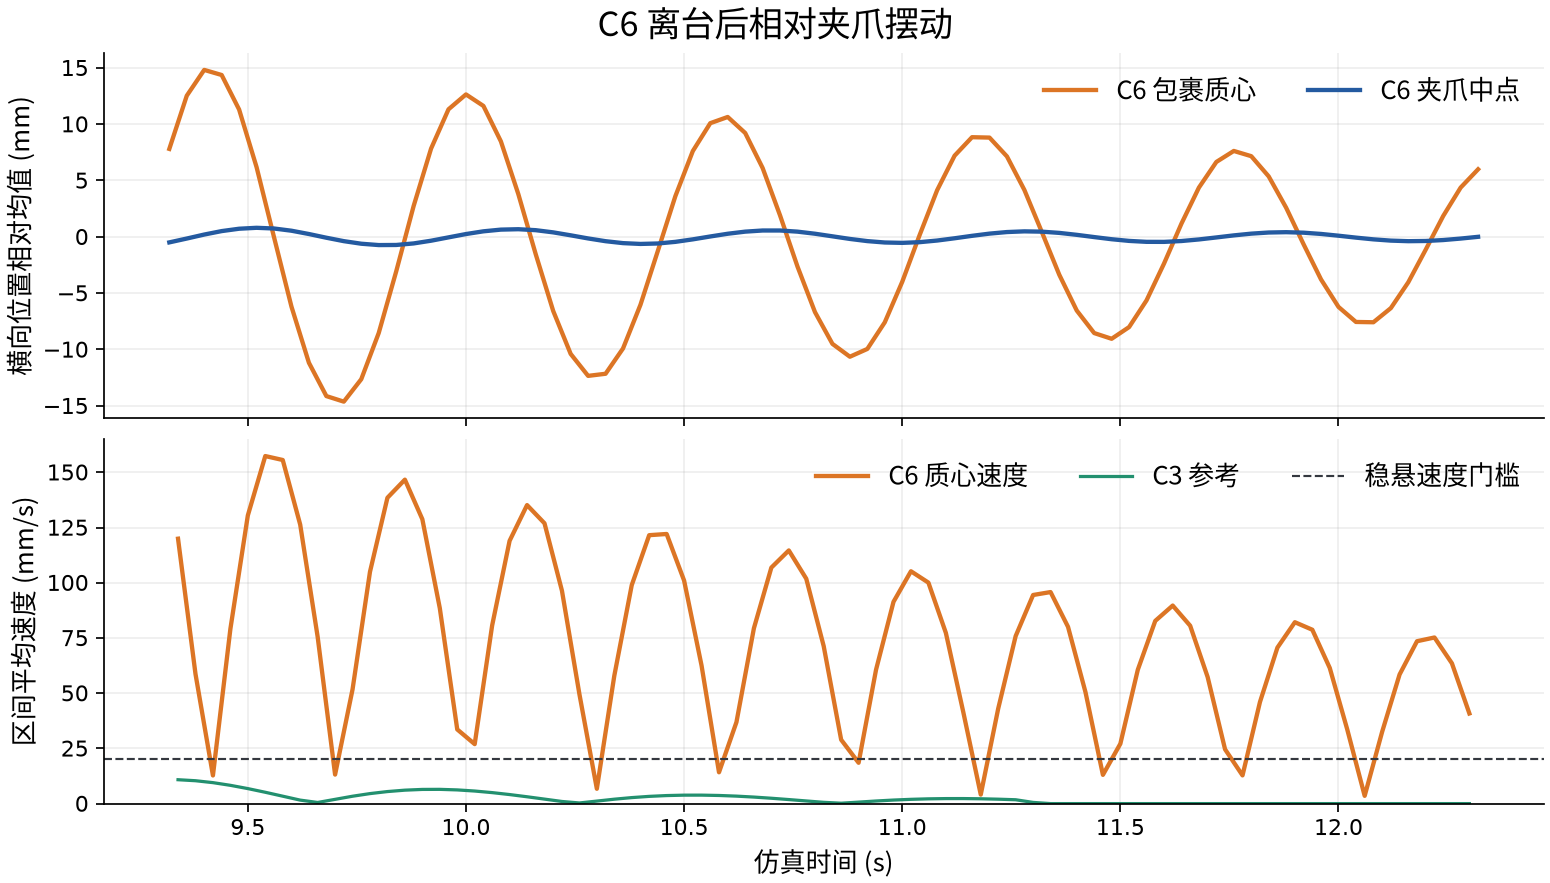 C6 离台后相对夹爪摆动
C6 包裹质心
C6 夹爪中点
横向位置相对均值 (mm)
15
10
5
0
−5
−10
−15
C6 质心速度
C3 参考
稳悬速度门槛
区间平均速度 (mm/s)
150
125
100
75
50
25
0
9.5
10.0
10.5
11.0
11.5
12.0
仿真时间 (s)